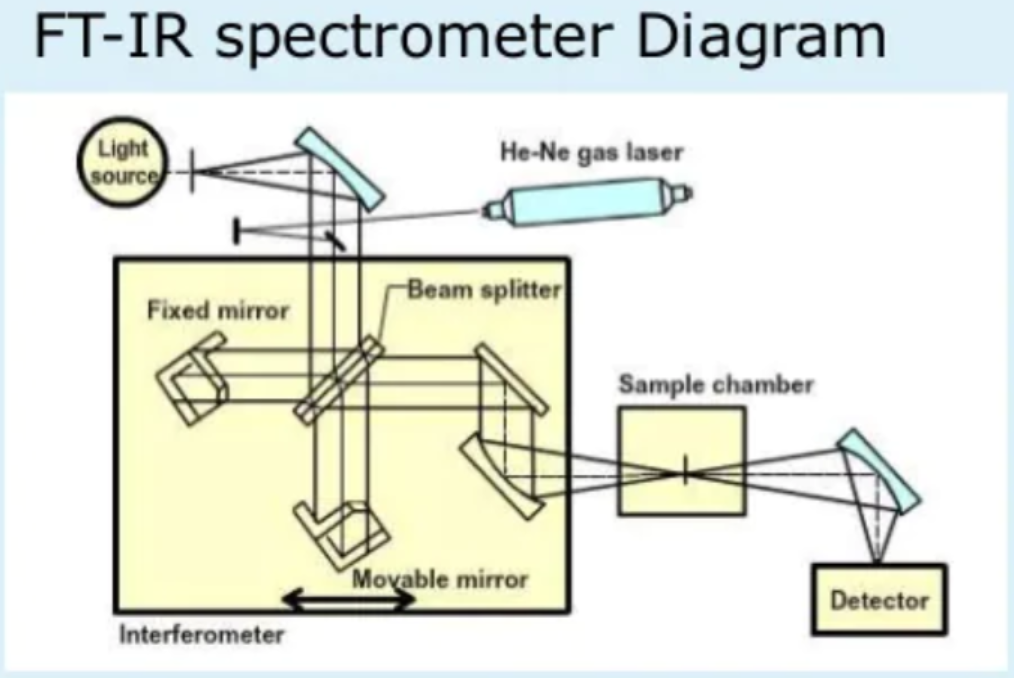 FT-IR spectrometer Diagram
Light
source
He-Ne gas laser
Beam splitter
Fixed mirror
Sample chamber
Movable mirror
Detector
Interferometer